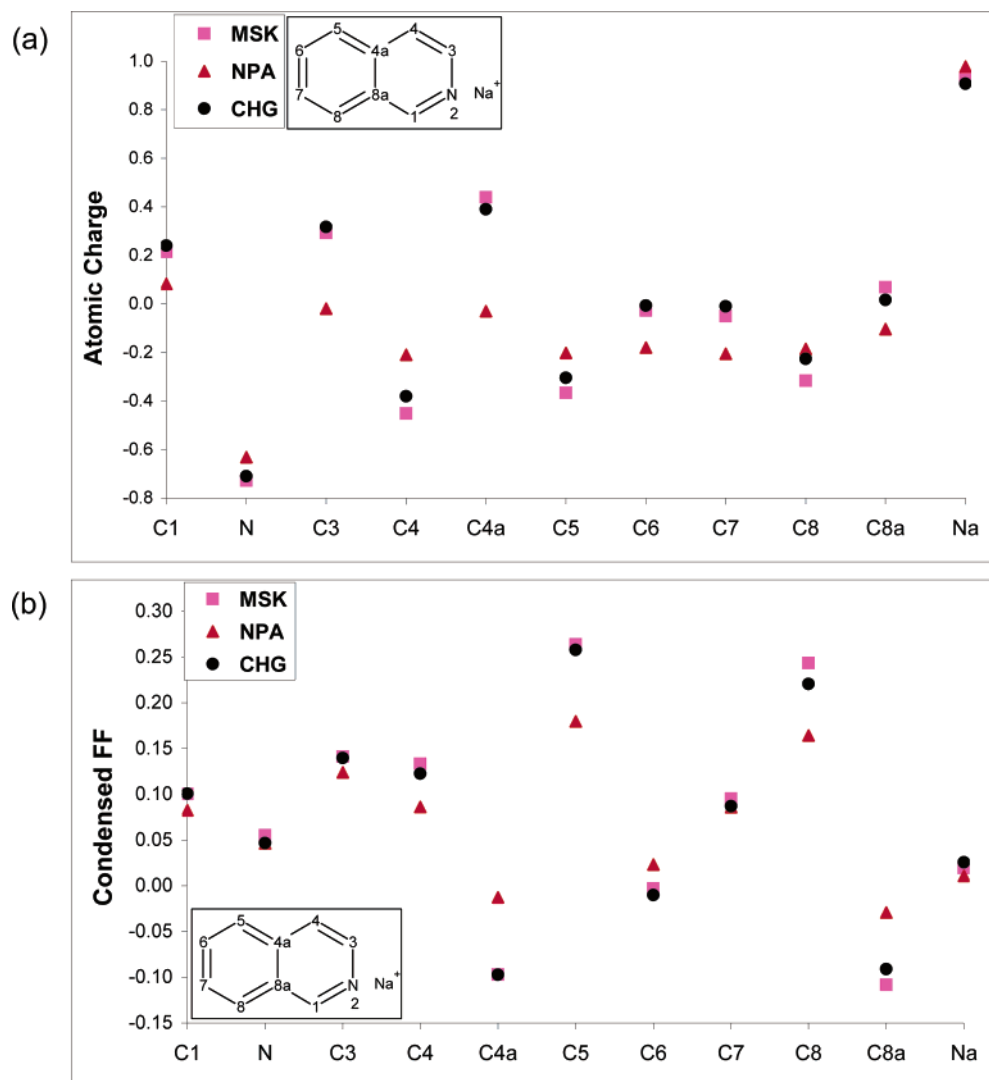 (a)
MSK
NPA
CHG
5
4
6
4a
3
7
8a
N
Na+
8
1
2
Atomic Charge
1.0
0.8
0.6
0.4
0.2
0.0
-0.2
-0.4
-0.6
-0.8
C1 N C3 C4 C4a C5 C6 C7 C8 C8a Na
(b)
MSK
NPA
CHG
Condensed FF
0.30
0.25
0.20
0.15
0.10
0.05
0.00
-0.05
-0.10
-0.15
5
4
6
4a
3
7
8a
N
Na+
8
1
2
C1 N C3 C4 C4a C5 C6 C7 C8 C8a Na